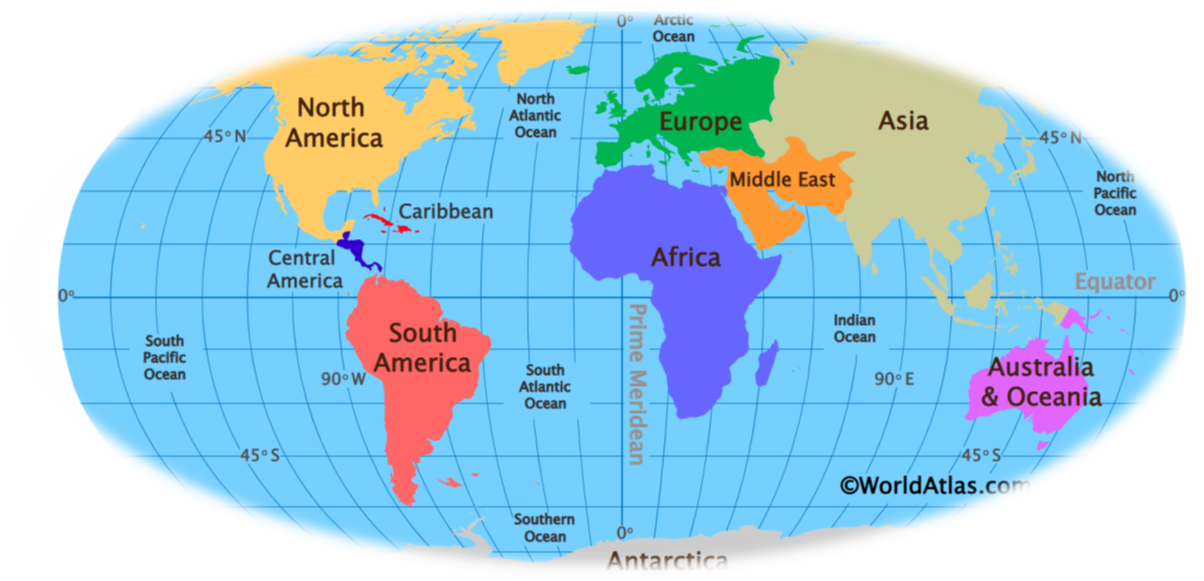 0°
Arctic
Ocean
North
America
North
Atlantic
Ocean
Europe
Asia
45° N
45° N
Middle East
North
Pacific
Ocean
Caribbean
Central
America
Africa
Equator
0°
0°
South
Pacific
Ocean
South
America
Prime Meridean
Indian
Ocean
90° W
South
Atlantic
Ocean
90° E
Australia
& Oceania
45° S
45° S
©WorldAtlas.com
Southern
Ocean
0°
Antarctica